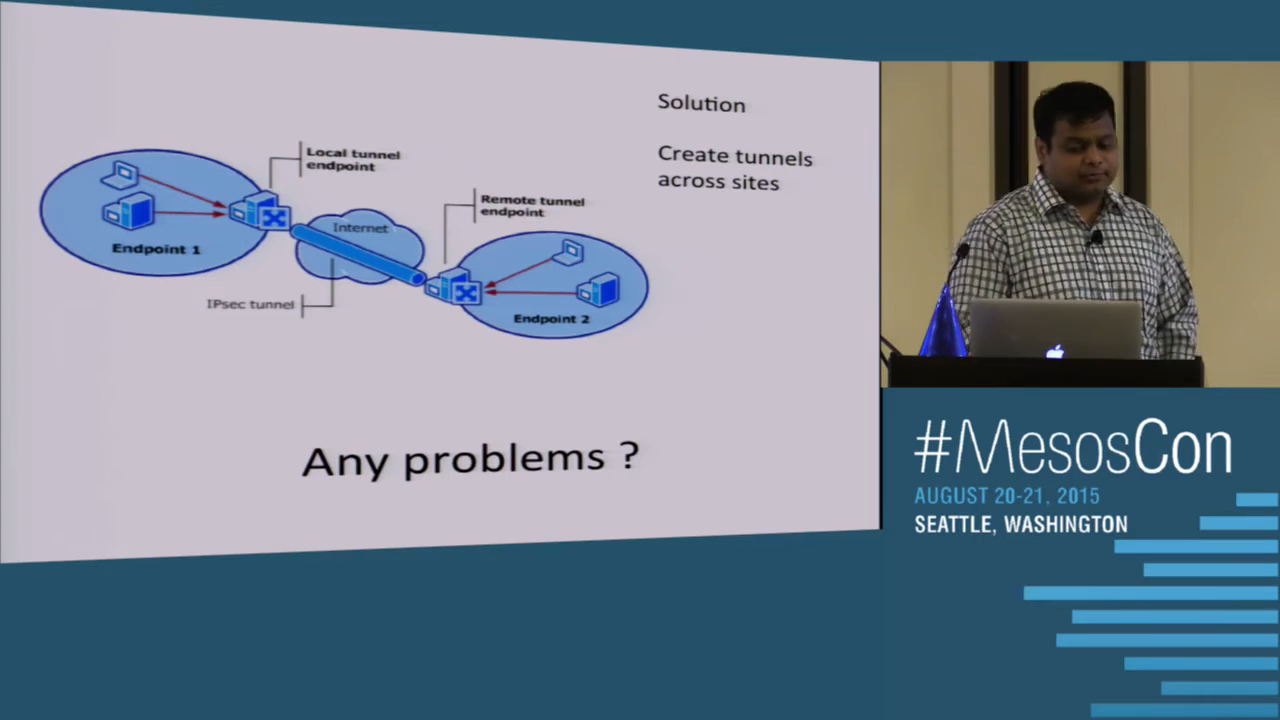 Solution
Create tunnels
across sites
Local tunnel
endpoint
Remote tunnel
endpoint
Internet
Endpoint 1
IPsec tunnel
Endpoint 2
Any problems ?
#MesosCon
AUGUST 20-21, 2015
SEATTLE, WASHINGTON